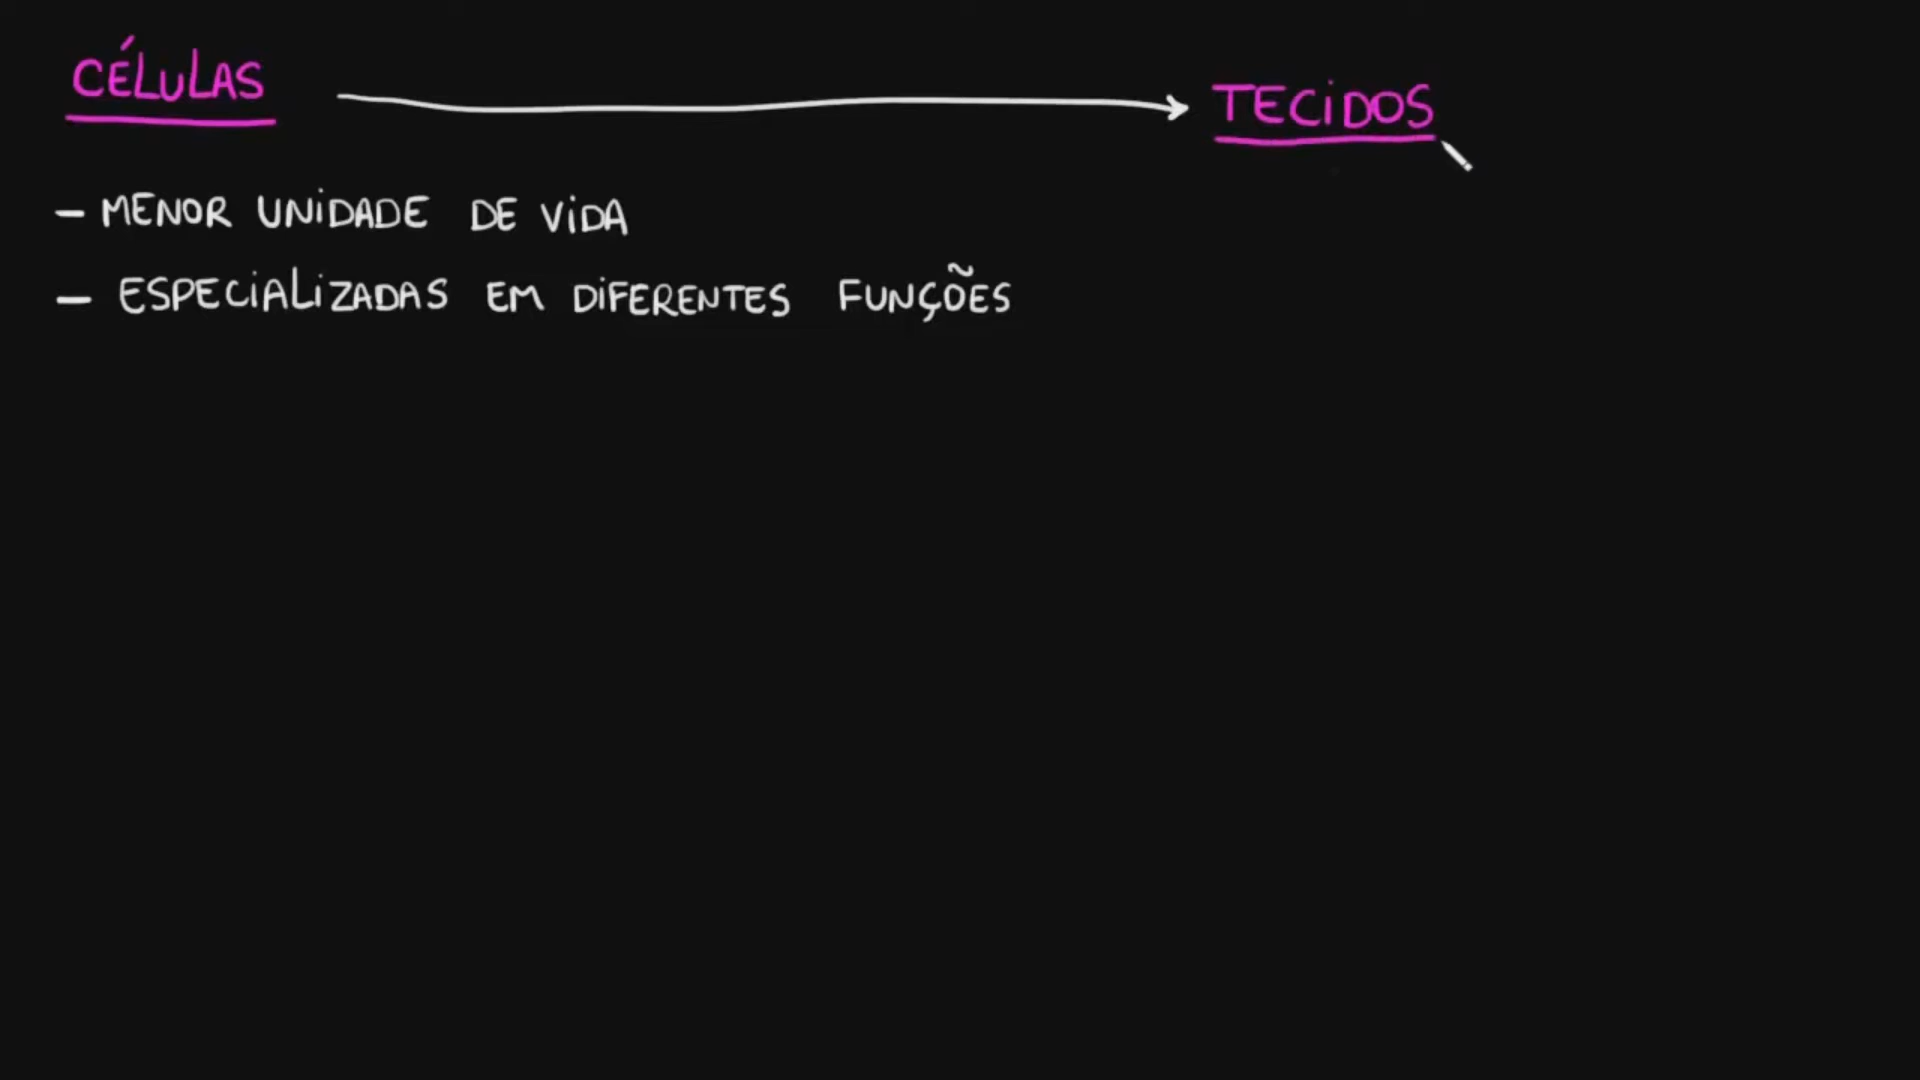 CÉLULAS
TECIDOS
- MENOR UNIDADE DE VIDA
- ESPECIALIZADAS EM DIFERENTES FUNÇÕES